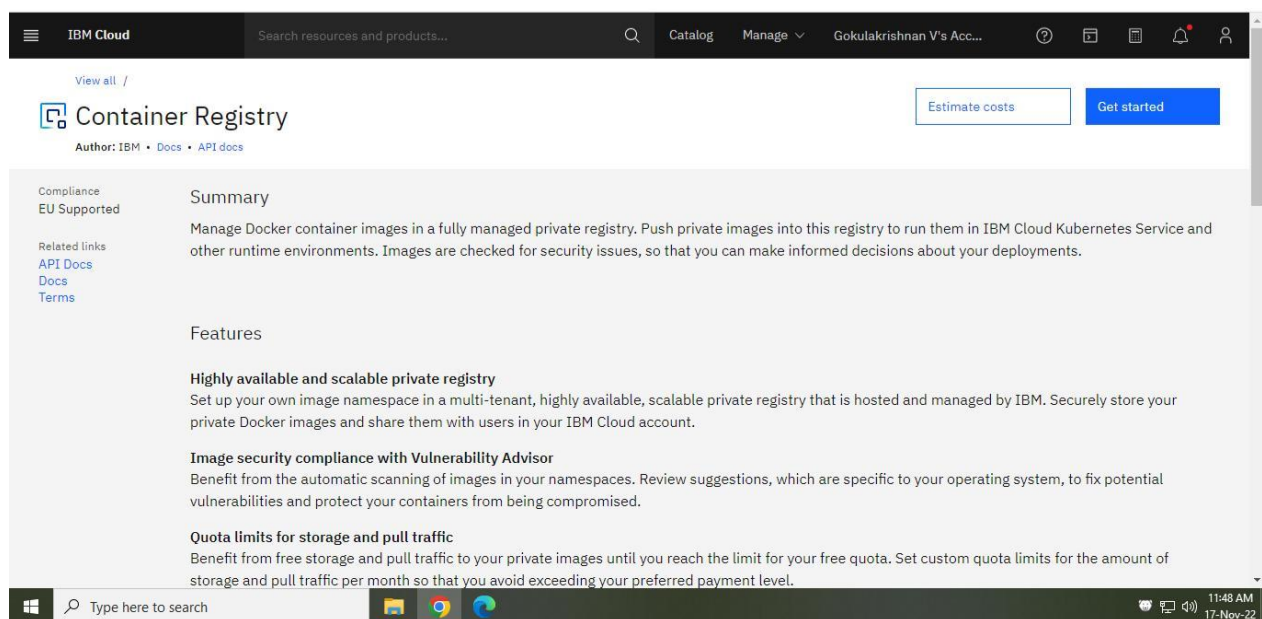 IBM Cloud
Search resources and products...
Catalog
Manage
Gokulakrishnan V's Acc...
View all /
Container Registry
Estimate costs
Get started
Author: IBM • Docs • API docs
Compliance
EU Supported
Related links
API Docs
Docs
Terms
Summary
Manage Docker container images in a fully managed private registry. Push private images into this registry to run them in IBM Cloud Kubernetes Service and
other runtime environments. Images are checked for security issues, so that you can make informed decisions about your deployments.
Features
Highly available and scalable private registry
Set up your own image namespace in a multi-tenant, highly available, scalable private registry that is hosted and managed by IBM. Securely store your
private Docker images and share them with users in your IBM Cloud account.
Image security compliance with Vulnerability Advisor
Benefit from the automatic scanning of images in your namespaces. Review suggestions, which are specific to your operating system, to fix potential
vulnerabilities and protect your containers from being compromised.
Quota limits for storage and pull traffic
Benefit from free storage and pull traffic to your private images until you reach the limit for your free quota. Set custom quota limits for the amount of
storage and pull traffic per month so that you avoid exceeding your preferred payment level.
Type here to search
11:48 AM
17-Nov-22